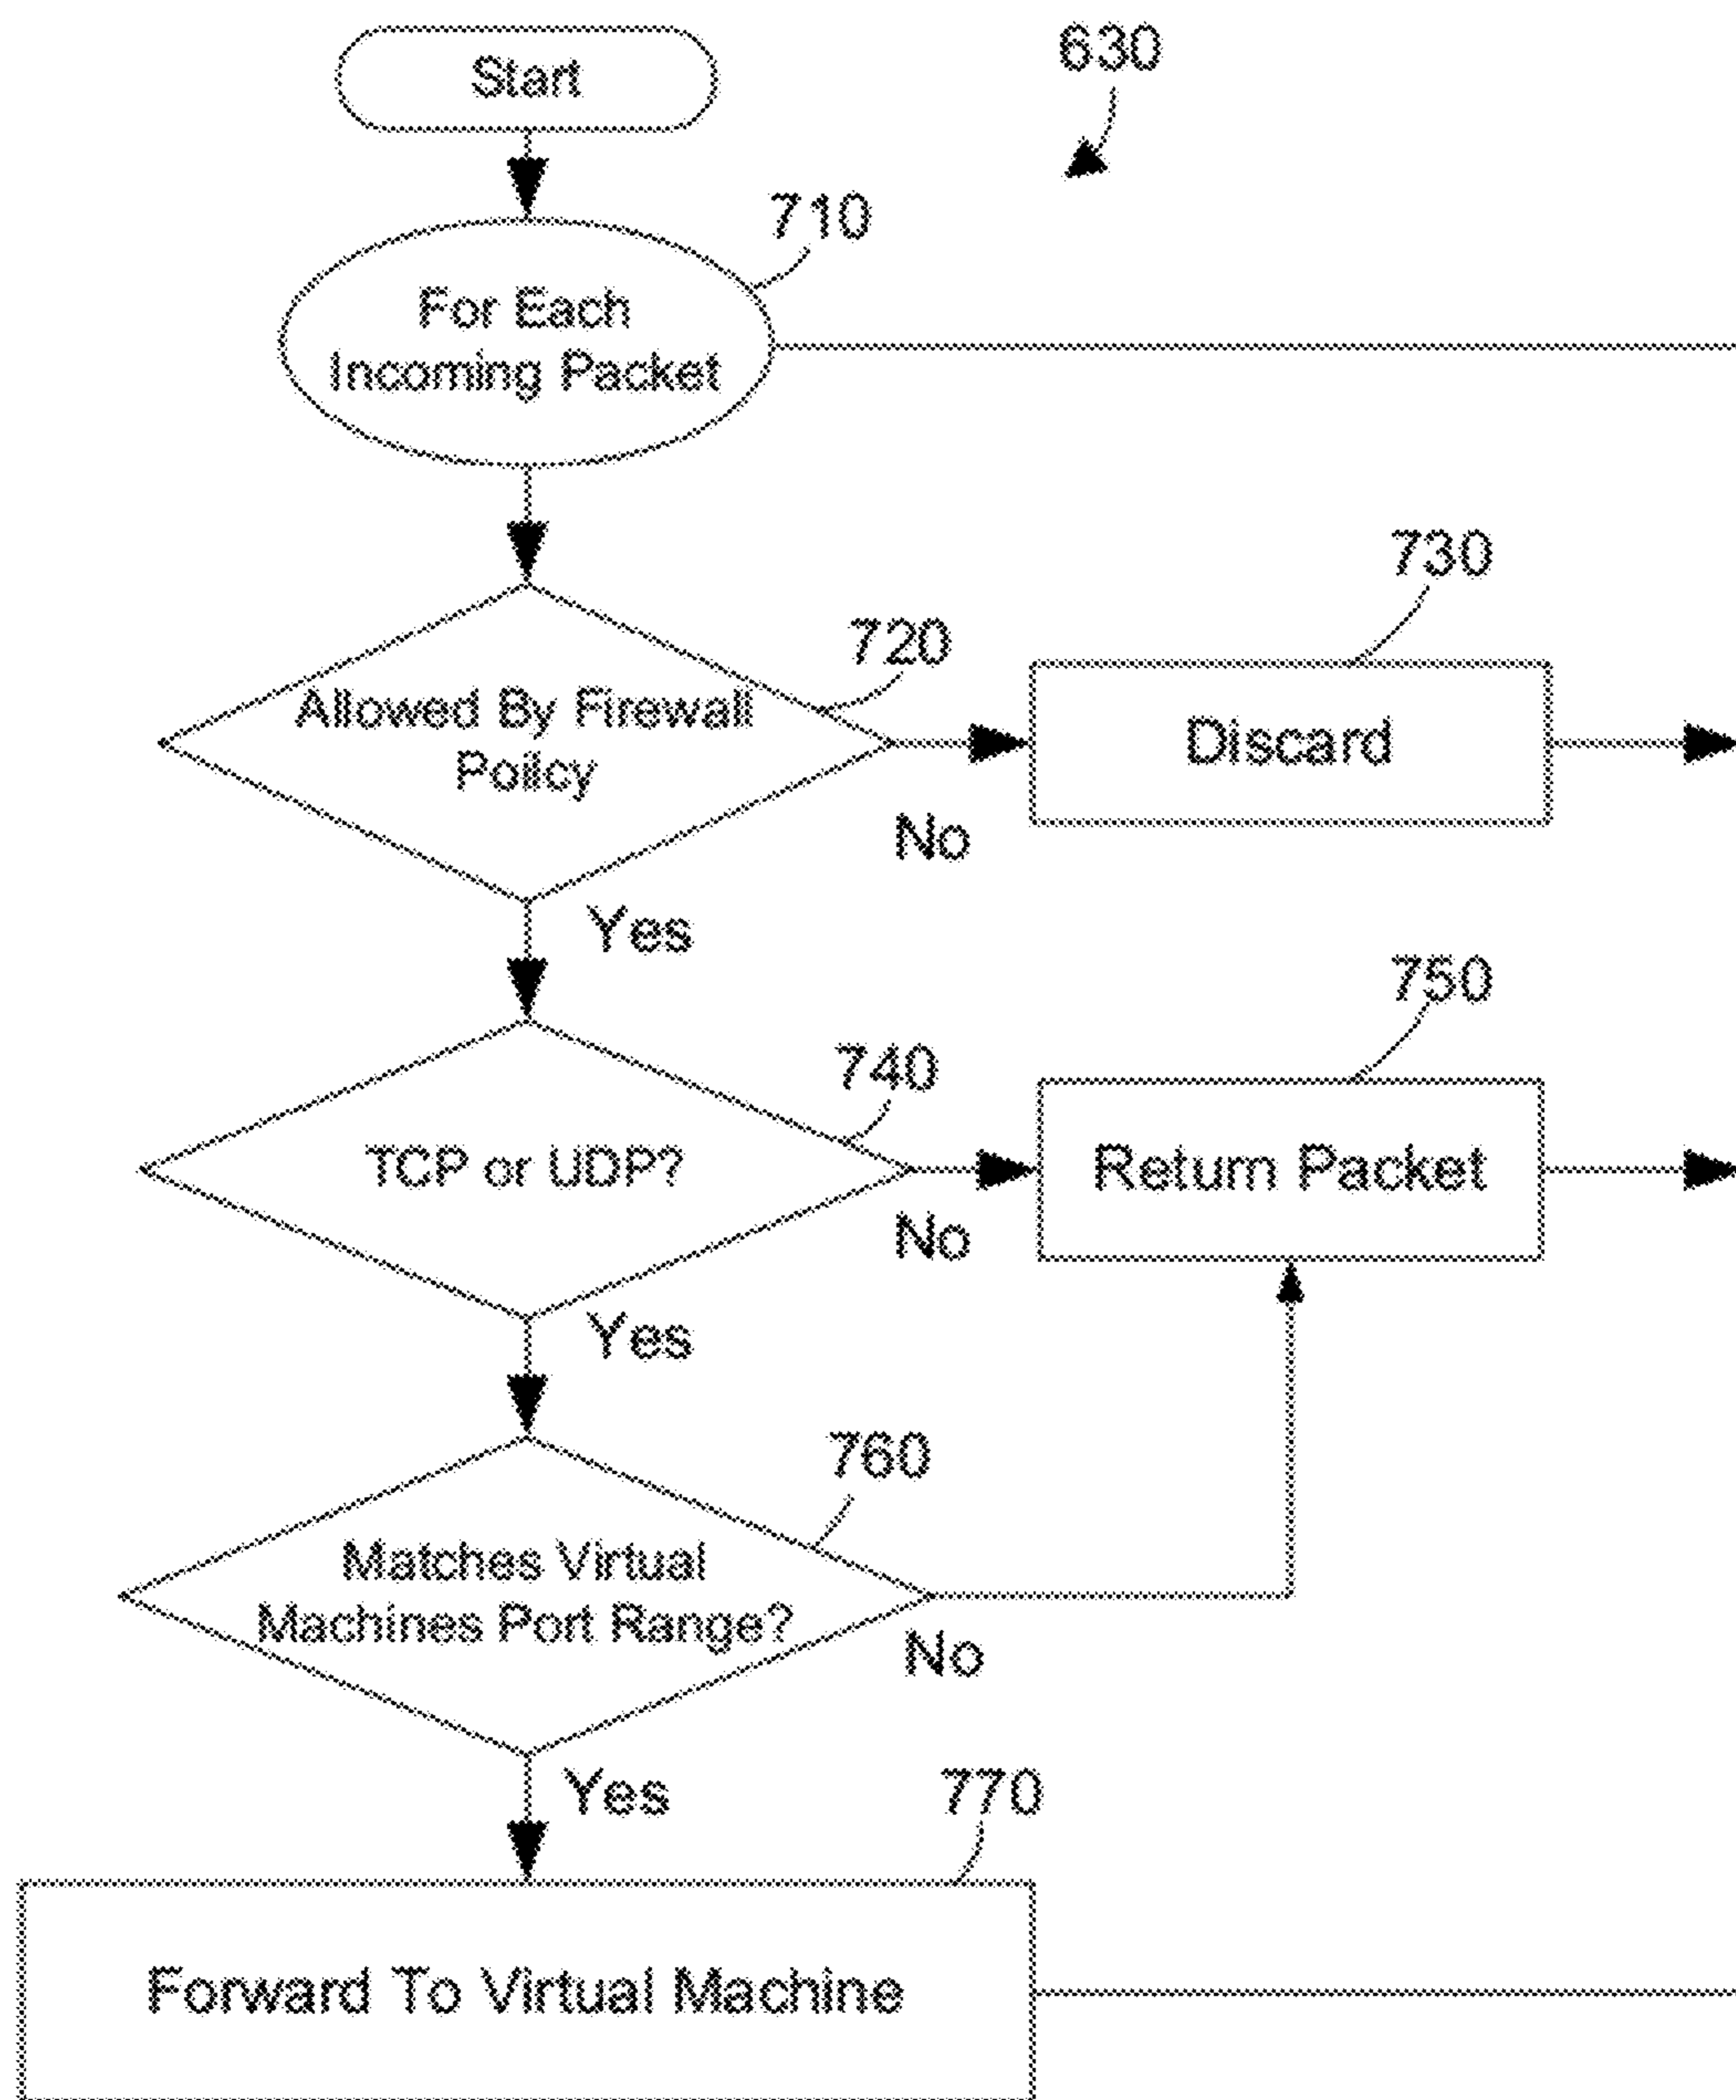 Start
630
710
For Each
Incoming Packet
720
730
Allowed By Firewall
Poilcy
Discard
No
Yes
740
750
TCP or UDP?
Return Packet
No
Yes
760
Matches Virtual
Machines Port Range?
No
Yes
770
Forward To Virtual Machine